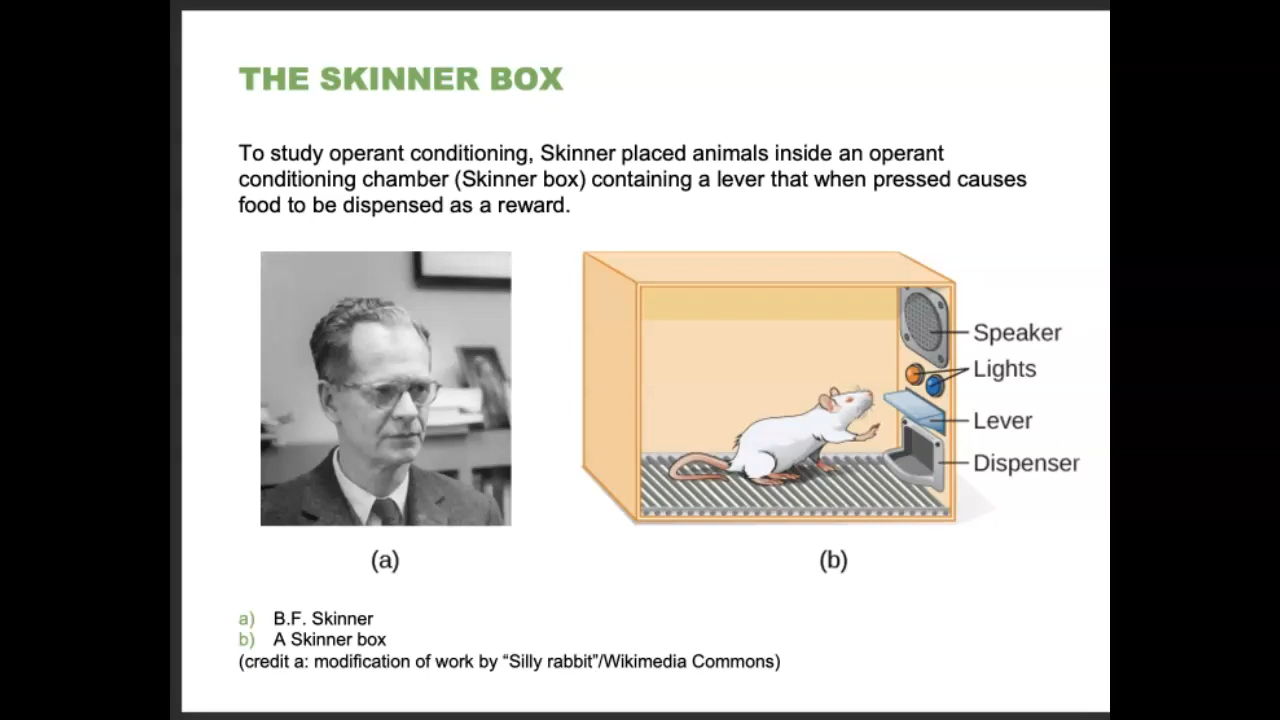 THE SKINNER BOX
To study operant conditioning, Skinner placed animals inside an operant
conditioning chamber (Skinner box) containing a lever that when pressed causes
food to be dispensed as a reward.
Speaker
Lights
Lever
Dispenser
(a)
(b)
a) B.F. Skinner
b) A Skinner box
(credit a: modification of work by “Silly rabbit”/Wikimedia Commons)